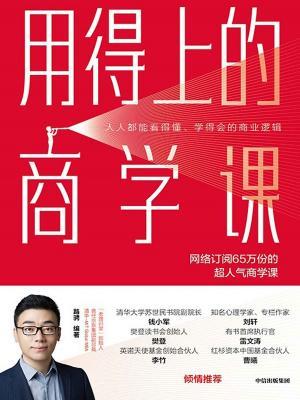 用得上的
人人都能看得懂、学得会的商业逻辑
商学课
网络订阅65万份的
超人气商学课
路骋 编著
清华大学苏世民书院副院长
钱小军
樊登读书会创始人
樊登
英诺天使基金创始合伙人
李竹
知名心理学家、专栏作家
刘轩
有书首席执行官
雷文涛
红杉资本中国基金合伙人
曹曦
倾情推荐
中信出版集团